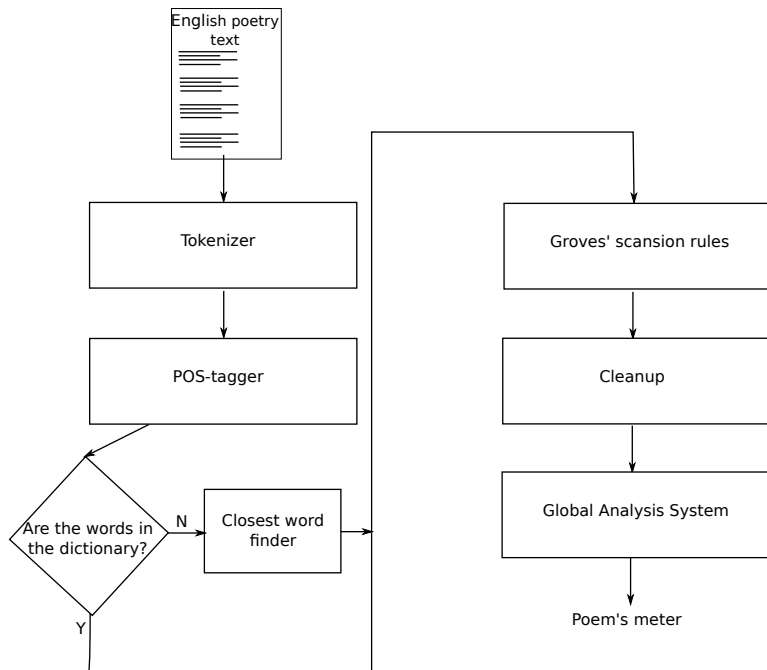 English poetry
text
Tokenizer
POS-tagger
Are the words in
the dictionary?
N
Closest word
finder
Y
Groves' scansion rules
Cleanup
Global Analysis System
Poem's meter